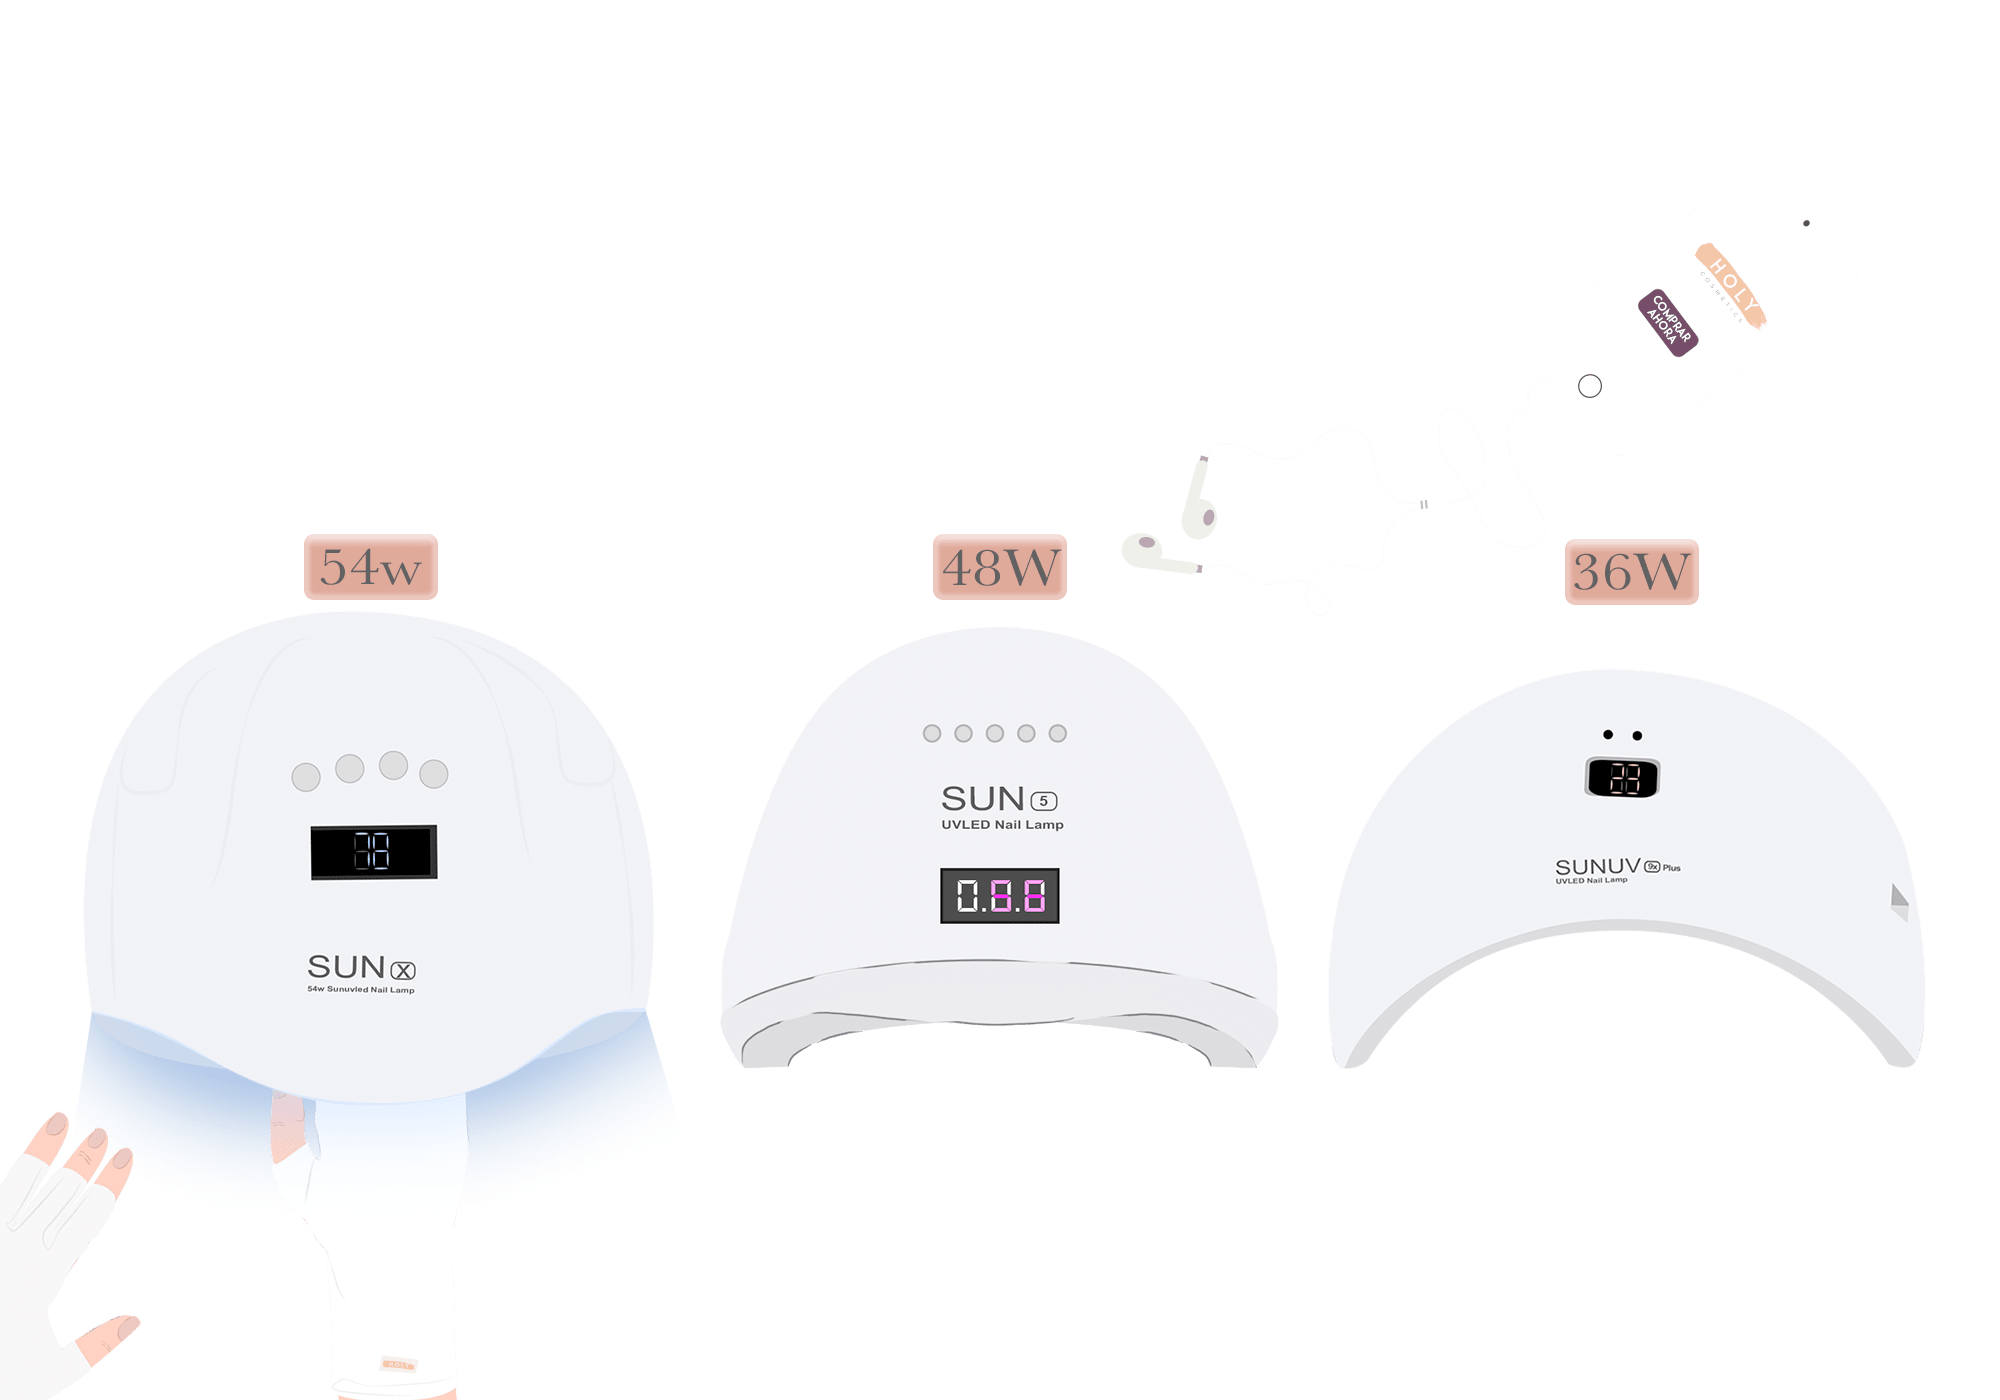 HOLY
COSMETICS
COMPRAR
AHORA
54w
48W
36W
SUN X
54w Sunuvled Nail Lamp
SUN 5
UVLED Nail Lamp
0.8.8
SUNUV 9x Plus
UVLED Nail Lamp
HOLY